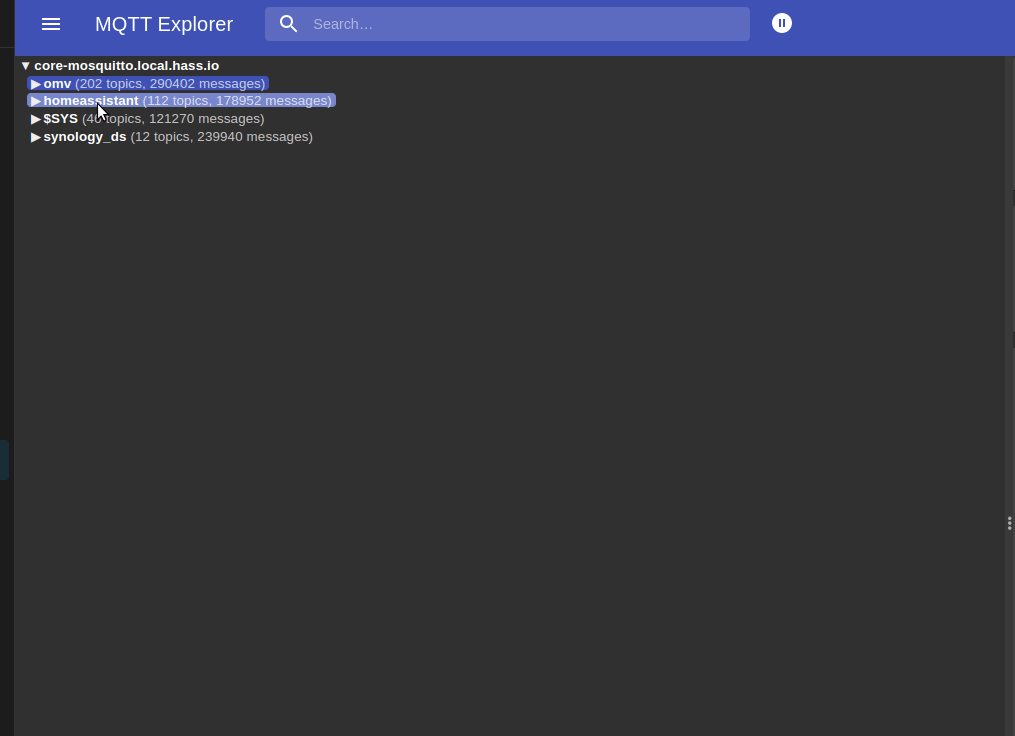 MQTT Explorer
Search...
▼ core-mosquitto.local.hass.io
▶ omv (202 topics, 290402 messages)
▶ homeassistant (112 topics, 178952 messages)
▶ $SYS (46 topics, 121270 messages)
▶ synology_ds (12 topics, 239940 messages)